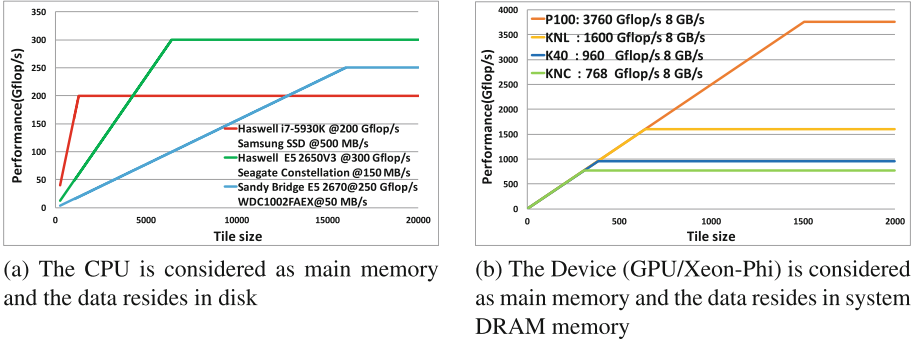 350
300
250
200
150
100
50
0
Performance(Gflop/s)
Haswell i7-5930K @200 Gflop/s
Samsung SSD @500 MB/s
Haswell E5 2650V3 @300 Gflop/s
Seagate Constellation @150 MB/s
Sandy Bridge E5 2670@250 Gflop/s
WDC1002FAEX@50 MB/s
0 5000 10000 15000 20000
Tile size
(a) The CPU is considered as main memory
and the data resides in disk
4000
3500
3000
2500
2000
1500
1000
500
0
Performance(Gflop/s)
P100: 3760 Gflop/s 8 GB/s
KNL : 1600 Gflop/s 8 GB/s
K40 : 960 Gflop/s 8 GB/s
KNC : 768 Gflop/s 8 GB/s
0 500 1000 1500 2000
Tile size
(b) The Device (GPU/Xeon-Phi) is considered
as main memory and the data resides in system
DRAM memory